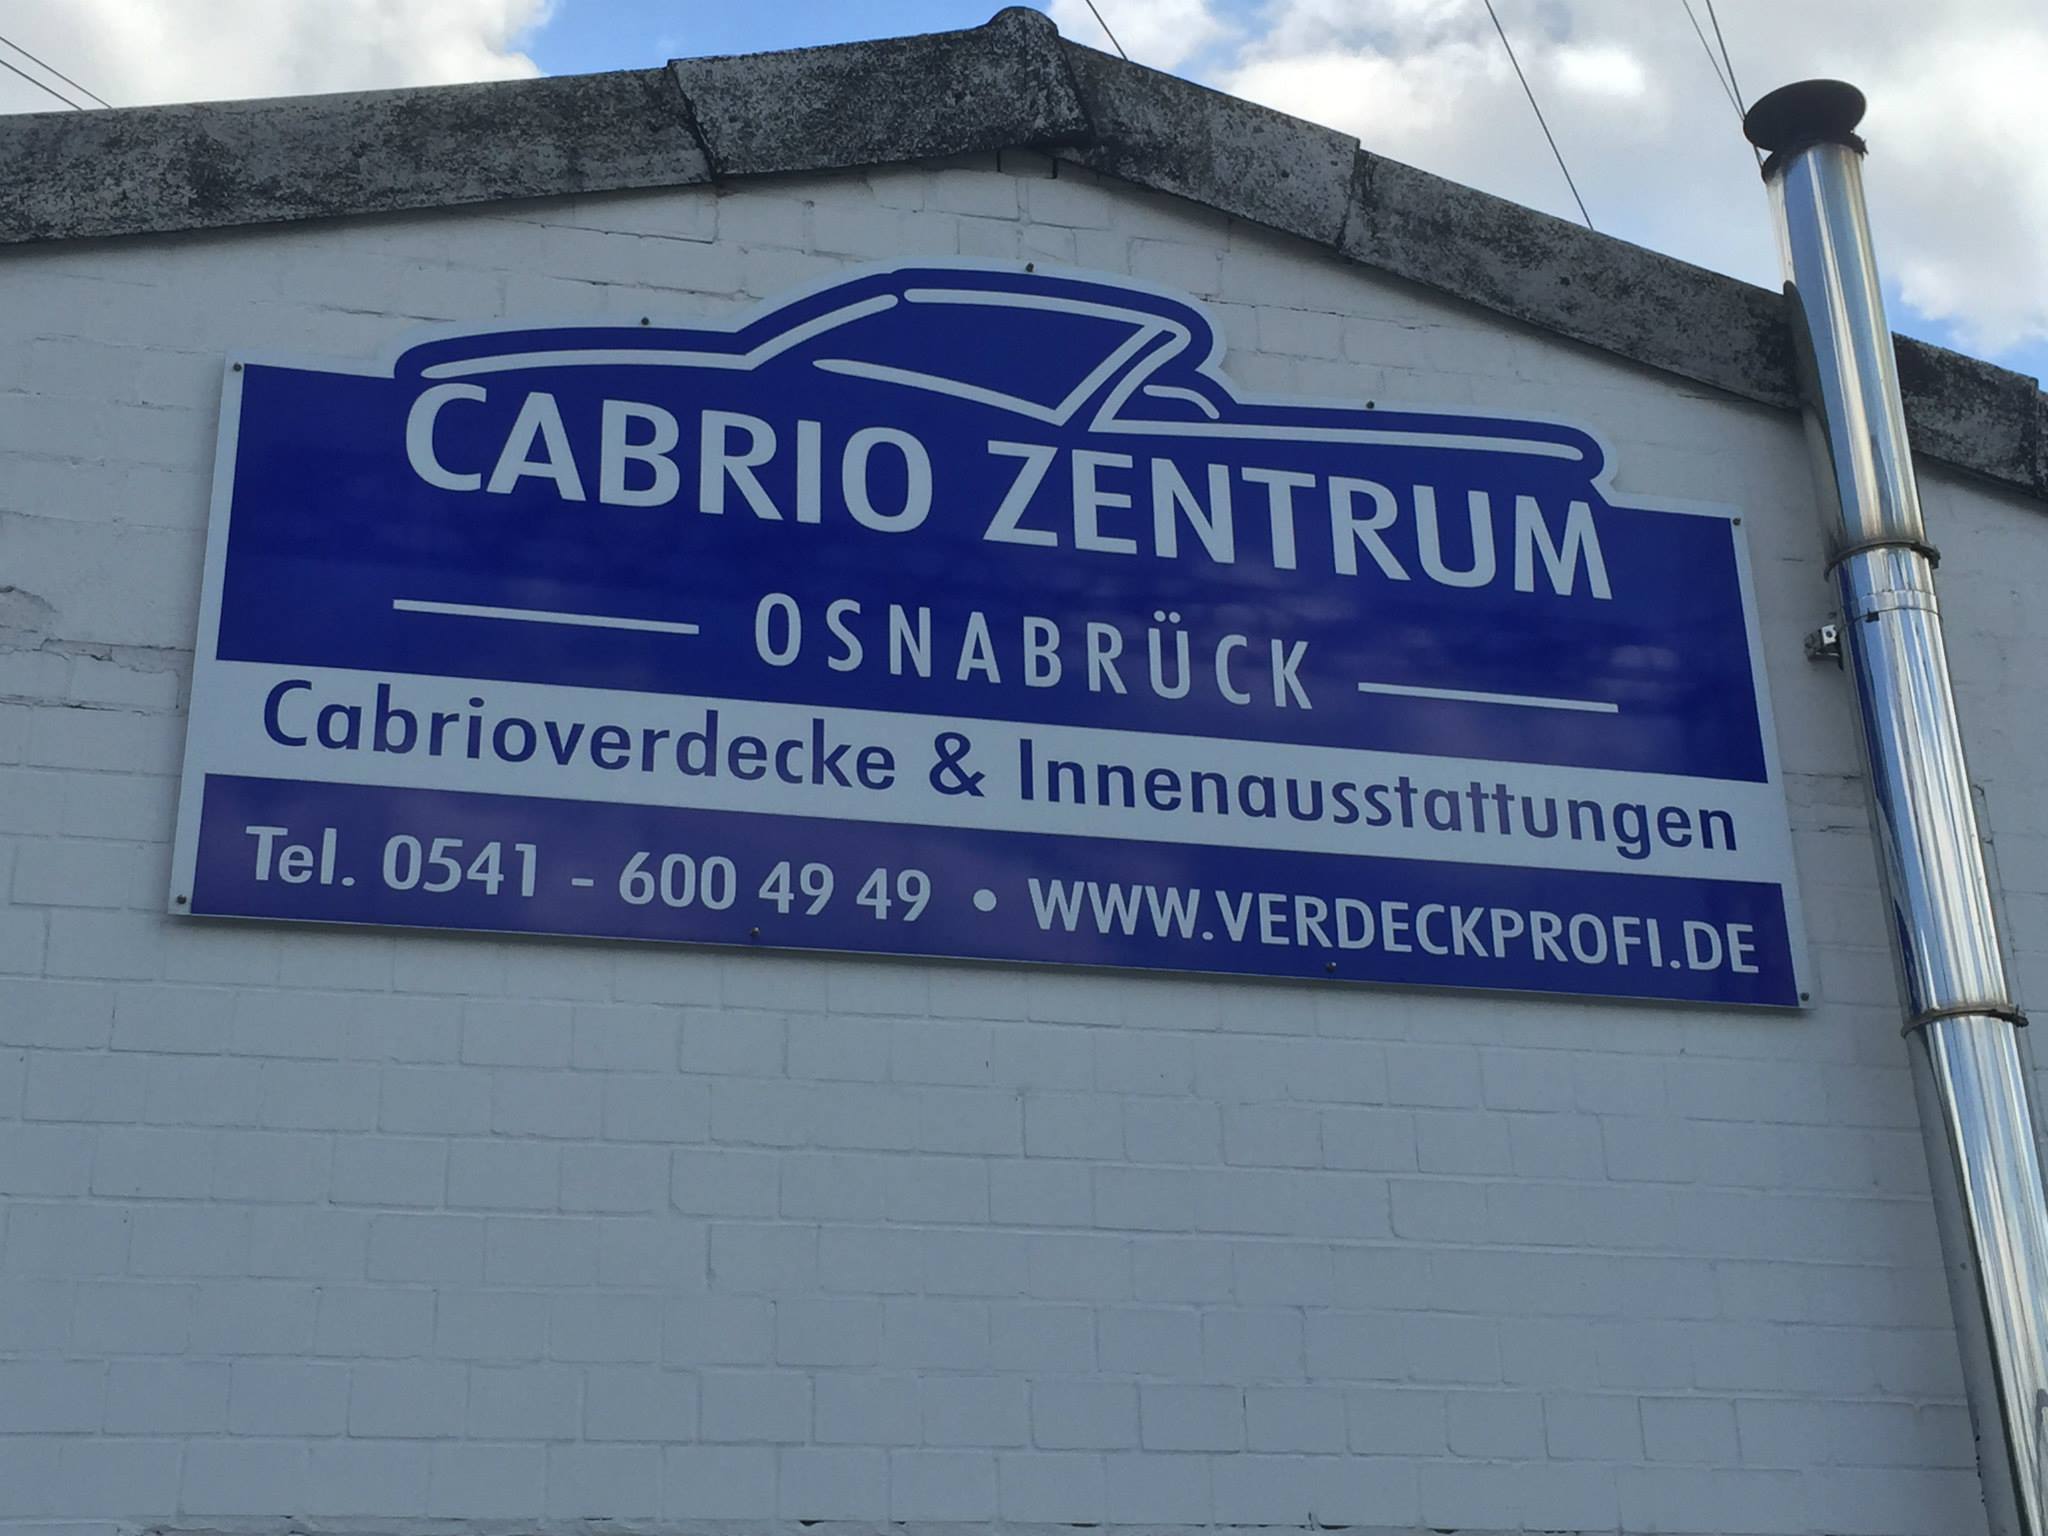 CABRIO ZENTRUM
OSNABRÜCK
Cabrioverdecke & Innenausstattungen
Tel. 0541 - 600 49 49 • WWW.VERDECKPROFI.DE